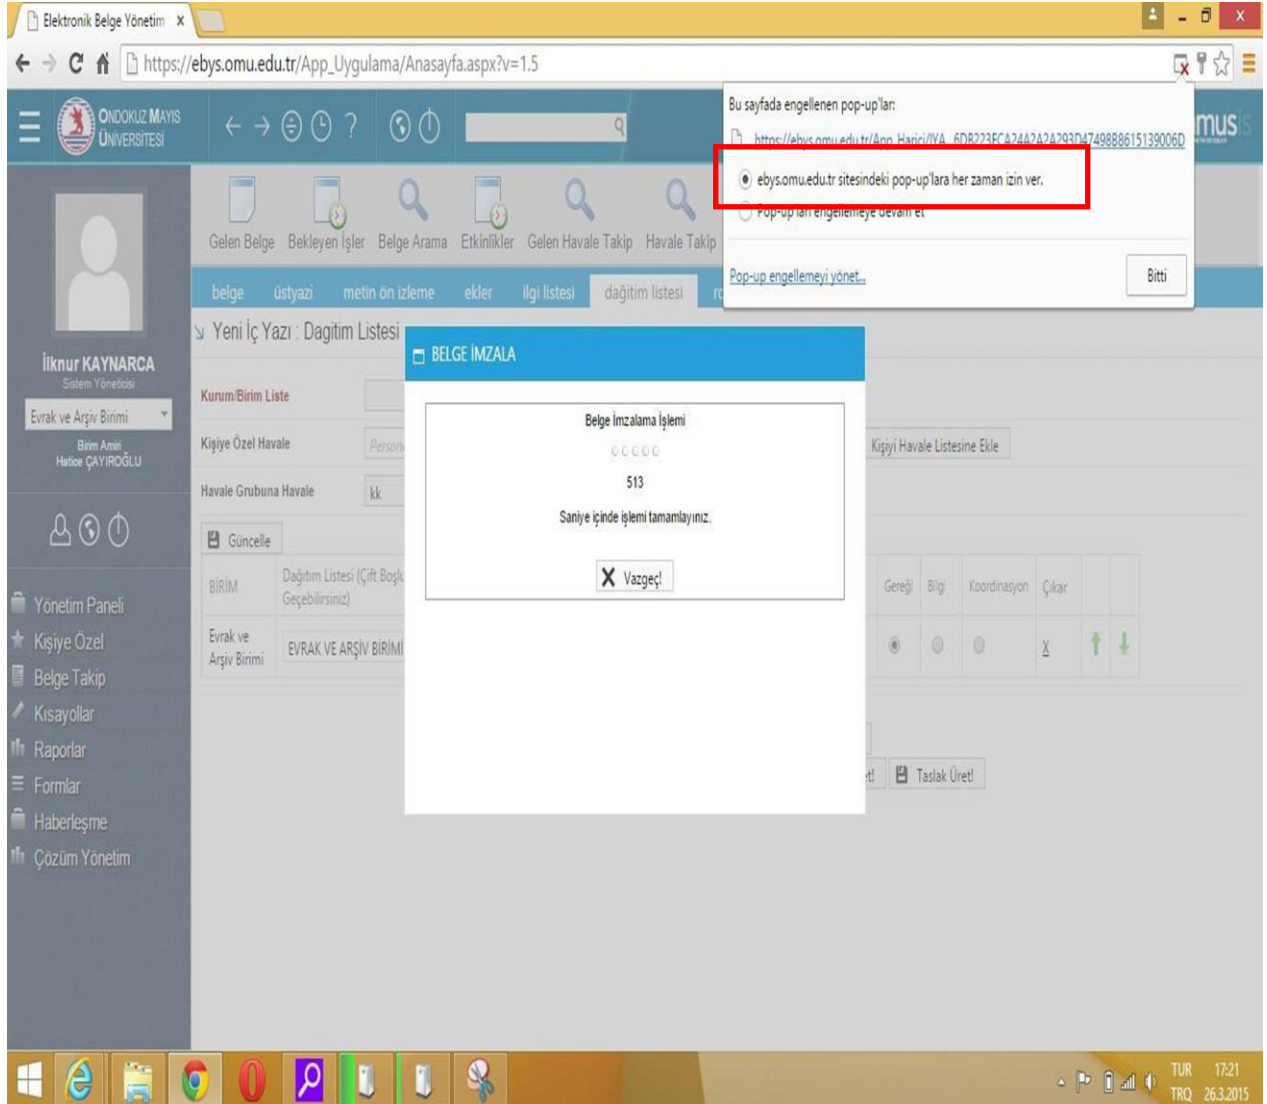 Elektronik Belge Yönetim
https://ebys.omu.edu.tr/App_Uygulama/Anasayfa.aspx?v=1.5
Bu sayfada engellenen pop-up'lar:
ebys.omu.edu.tr sitesindeki pop-up'lara her zaman izin ver.
Pop-up'ları engellemeye devam et
Pop-up engellemeyi yönet...
Bitti
ONDOKUZ MAYIS
ÜNİVERSİTESİ
Gelen Belge
Bekleyen İşler
Belge Arama
Etkinlikler
Gelen Havale Takip
Havale Takip
belge
üstyazi
metin ön izleme
ekler
ilgi listesi
dağitim listesi
Yeni İç Yazı : Dagitim Listesi
İlknur KAYNARCA
Sistem Yöneticisi
Evrak ve Arşiv Birimi
Birim Amiri
Hatice ÇAYIROĞLU
Yönetim Paneli
Kişiye Özel
Belge Takip
Kısayollar
Raporlar
Formlar
Haberleşme
Çözüm Yönetim
Kurum/Birim Liste
Kişiye Özel Havale
Kişiyi Havale Listesine Ekle
Havale Grubuna Havale
kk
Güncelle
BİRİM
Dağıtım Listesi (Çift Boşlu
Geçebilirsiniz)
Gereği
Bilgi
Koordinasyon
Çıkar
Evrak ve
Arşiv Birimi
EVRAK VE ARŞİV BİRİMİ
X
Taslak Üret!
BELGE İMZALA
Belge İmzalama İşlemi
513
Saniye içinde işlemi tamamlayınız.
Vazgeç!
TUR 17:21
TRQ 26.3.2015